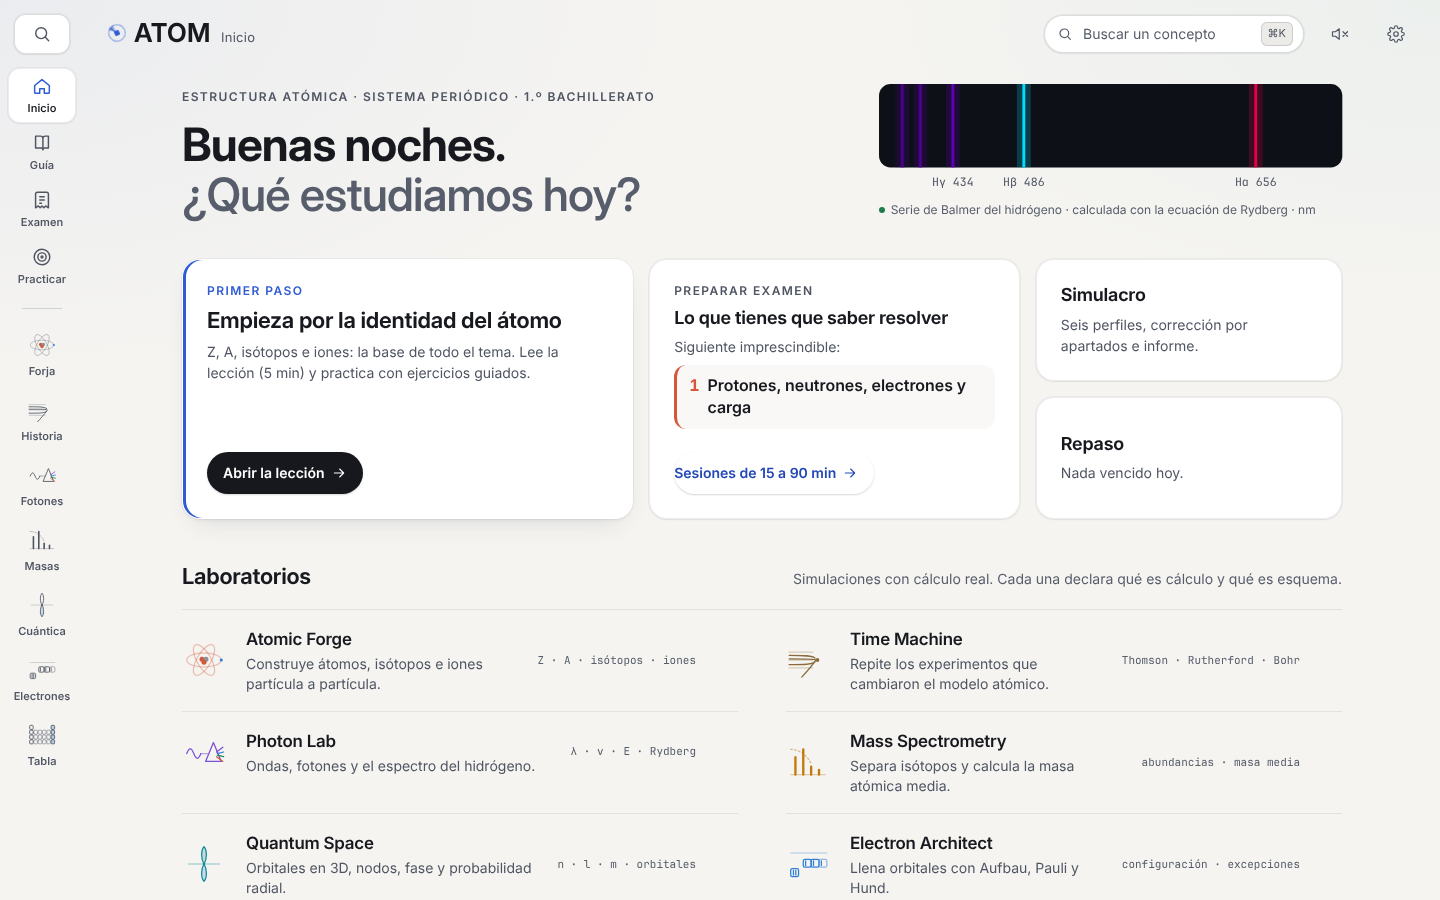 ATOM Inicio
Buscar un concepto ⌘K
Inicio
Guía
Examen
Practicar
Forja
Historia
Fotones
Masas
Cuántica
Electrones
Tabla
ESTRUCTURA ATÓMICA · SISTEMA PERIÓDICO · 1.º BACHILLERATO
Buenas noches.
¿Qué estudiamos hoy?
Hγ 434 Hβ 486 Hα 656
Serie de Balmer del hidrógeno · calculada con la ecuación de Rydberg · nm
PRIMER PASO
Empieza por la identidad del átomo
Z, A, isótopos e iones: la base de todo el tema. Lee la
lección (5 min) y practica con ejercicios guiados.
Abrir la lección →
PREPARAR EXAMEN
Lo que tienes que saber resolver
Siguiente imprescindible:
1 Protones, neutrones, electrones y
carga
Sesiones de 15 a 90 min →
Simulacro
Seis perfiles, corrección por
apartados e informe.
Repaso
Nada vencido hoy.
Laboratorios
Simulaciones con cálculo real. Cada una declara qué es cálculo y qué es esquema.
Atomic Forge
Construye átomos, isótopos e iones
partícula a partícula.
Z · A · isótopos · iones
Time Machine
Repite los experimentos que
cambiaron el modelo atómico.
Thomson · Rutherford · Bohr
Photon Lab
Ondas, fotones y el espectro del hidrógeno.
λ · ν · E · Rydberg
Mass Spectrometry
Separa isótopos y calcula la masa
atómica media.
abundancias · masa media
Quantum Space
Orbitales en 3D, nodos, fase y probabilidad
radial.
n · l · m · orbitales
Electron Architect
Llena orbitales con Aufbau, Pauli y
Hund.
configuración · excepciones